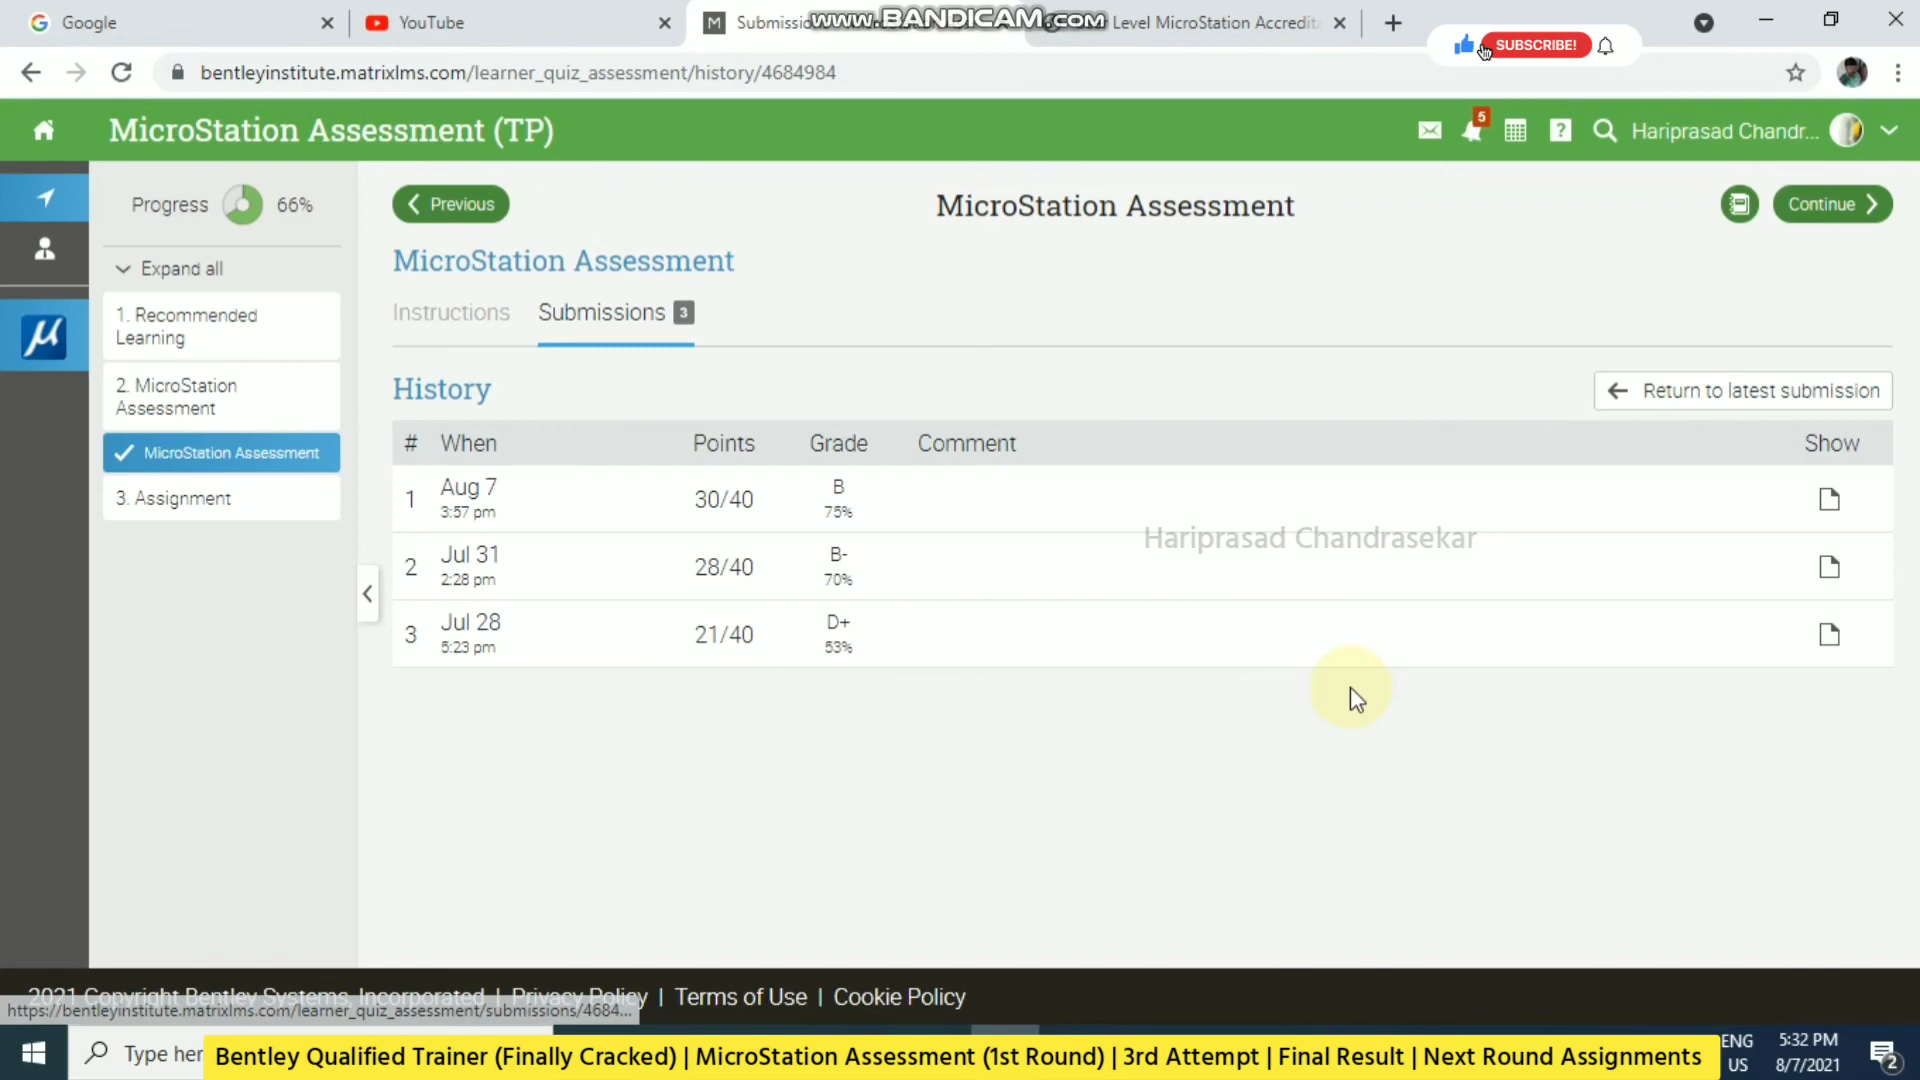 Google
YouTube
Submissio
www.BANDICAM.com
Level MicroStation Accredit
SUBSCRIBE!
bentleyinstitute.matrixlms.com/learner_quiz_assessment/history/4684984
MicroStation Assessment (TP)
5
Hariprasad Chandr...
Progress 66%
Previous
MicroStation Assessment
Continue
Expand all
1. Recommended
Learning
2. MicroStation
Assessment
MicroStation Assessment
3. Assignment
MicroStation Assessment
Instructions Submissions 3
History
Return to latest submission
# When Points Grade Comment Show
1 Aug 7 3:57 pm 30/40 B 75%
2 Jul 31 2:28 pm 28/40 B- 70%
3 Jul 28 5:23 pm 21/40 D+ 53%
Hariprasad Chandrasekar
2021 Copyright Bentley Systems, Incorporated | Privacy Policy | Terms of Use | Cookie Policy
https://bentleyinstitute.matrixlms.com/learner_quiz_assessment/submissions/4684...
Type her
Bentley Qualified Trainer (Finally Cracked) | MicroStation Assessment (1st Round) | 3rd Attempt | Final Result | Next Round Assignments
ENG
US
5:32 PM
8/7/2021
2